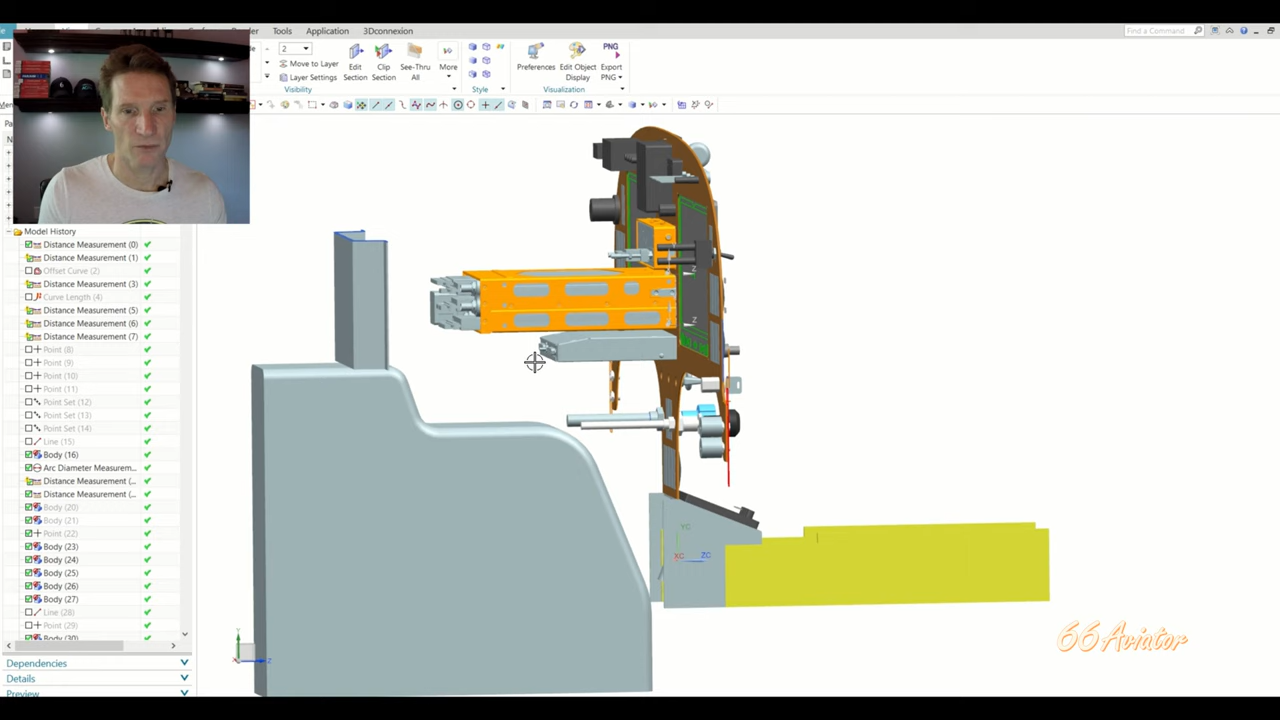 Tools Application 3Dconnexion
Find a Command
2
Move to Layer
Layer Settings
Edit Section
Clip Section
See-Thru All
More
Preferences
Edit Object Display
PNG
Export PNG
Visibility
Style
Visualization
Model History
Distance Measurement (0)
Distance Measurement (1)
Offset Curve (2)
Distance Measurement (3)
Curve Length (4)
Distance Measurement (5)
Distance Measurement (6)
Distance Measurement (7)
Point (8)
Point (9)
Point (10)
Point (11)
Point Set (12)
Point Set (13)
Point Set (14)
Line (15)
Body (16)
Arc Diameter Measurem...
Distance Measurement (...
Distance Measurement (...
Body (20)
Body (21)
Point (22)
Body (23)
Body (24)
Body (25)
Body (26)
Body (27)
Line (28)
Point (29)
Body (30)
Dependencies
Details
Preview
Z
Z
YC
XC
ZC
Z
66 Aviator